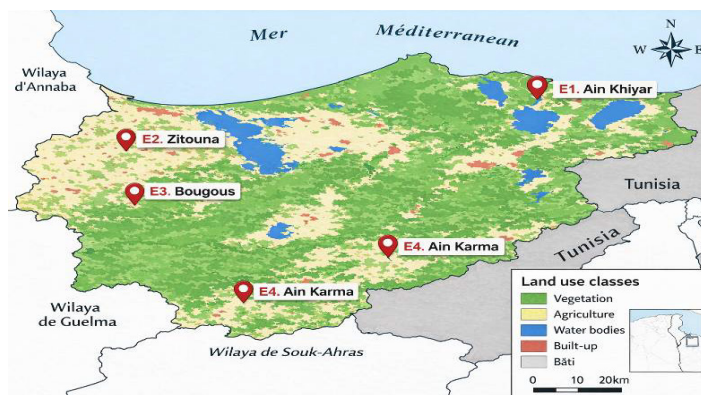 Mer Méditerranean
N
W E
S
Wilaya
d'Annaba
E1. Ain Khiyar
E2. Zitouna
E3. Bougous
Tunisia
Tunisia
E4. Ain Karma
E4. Ain Karma
Wilaya
de Guelma
Wilaya de Souk-Ahras
Land use classes
Vegetation
Agriculture
Water bodies
Built-up
Bâti
0 10 20km